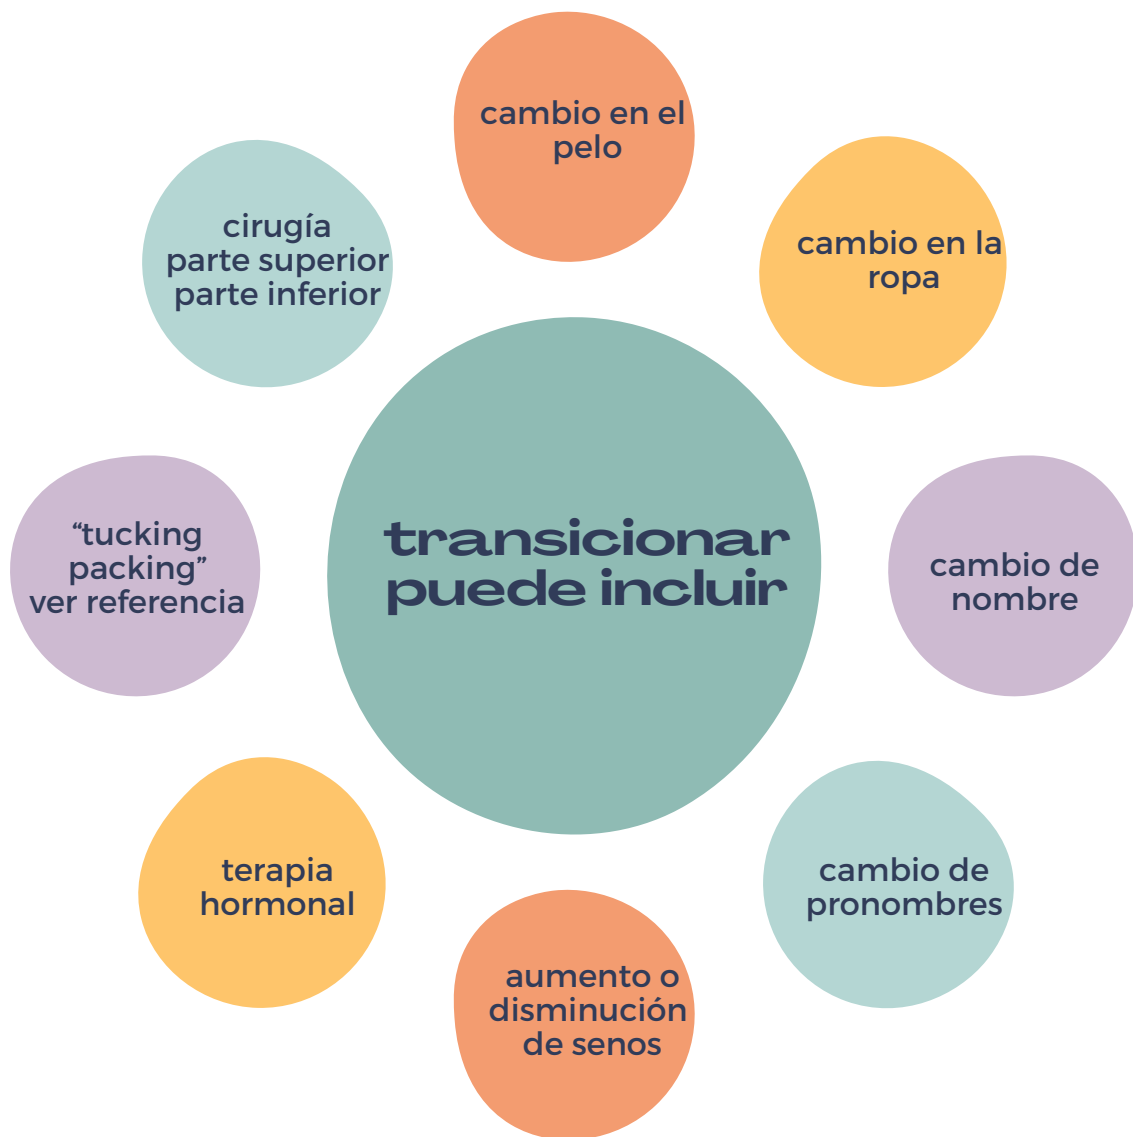 cambio en el
pelo
cirugía
parte superior
parte inferior
cambio en la
ropa
transicionar
puede incluir
“tucking
packing”
ver referencia
cambio de
nombre
terapia
hormonal
cambio de
pronombres
aumento o
disminución
de senos